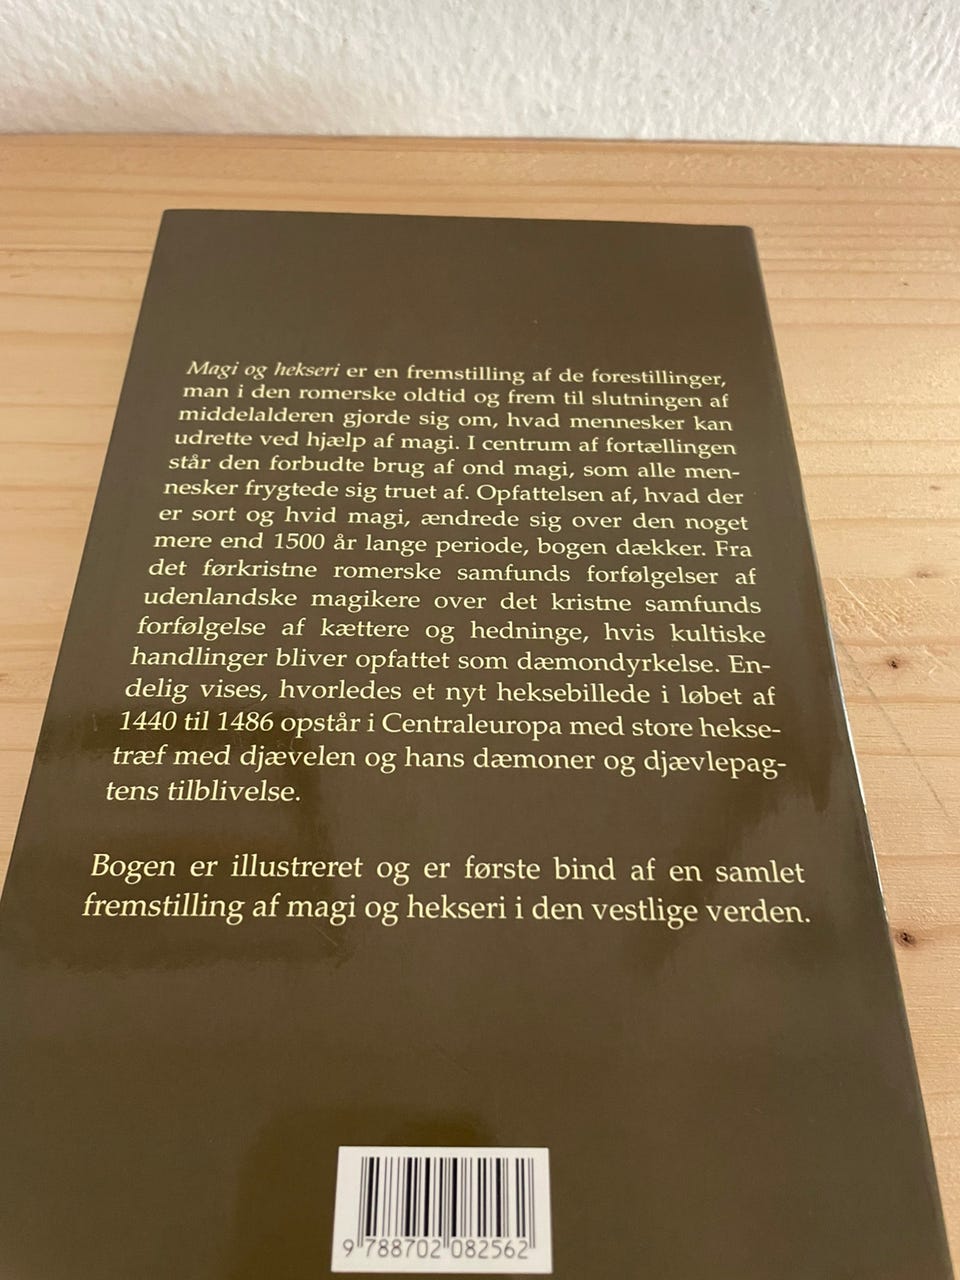 Magi og hekseri er en fremstilling af de forestillinger,
man i den romerske oldtid og frem til slutningen af
middelalderen gjorde sig om, hvad mennesker kan
udrette ved hjælp af magi. I centrum af fortællingen
står den forbudte brug af ond magi, som alle men-
nesker frygtede sig truet af. Opfattelsen af, hvad der
er sort og hvid magi, ændrede sig over den noget
mere end 1500 år lange periode, bogen dækker. Fra
det førkristne romerske samfunds forfølgelser af
udenlandske magikere over det kristne samfunds
forfølgelse af kættere og hedninge, hvis kultiske
handlinger bliver opfattet som dæmondyrkelse. En-
delig vises, hvorledes et nyt heksebillede i løbet af
1440 til 1486 opstår i Centraleuropa med store hekse-
træf med djævelen og hans dæmoner og djævlepag-
tens tilblivelse.
Bogen er illustreret og er første bind af en samlet
fremstilling af magi og hekseri i den vestlige verden.
9 788702 082562